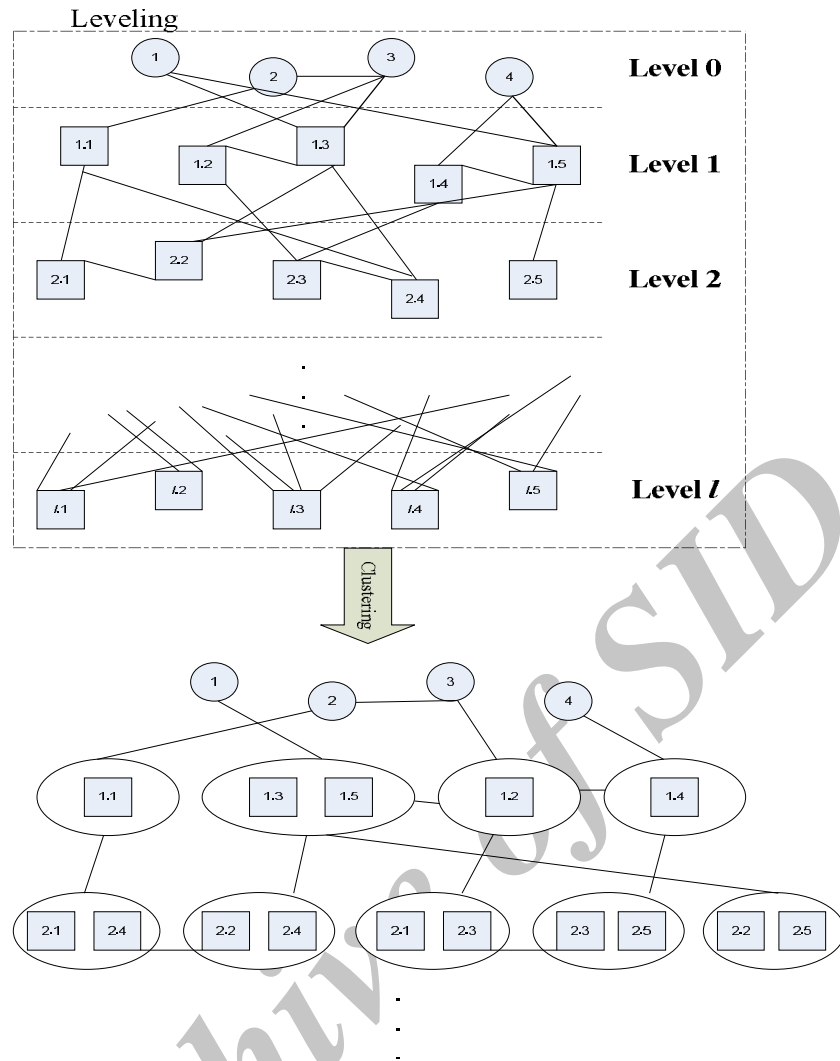 Leveling
1 2 3 4 Level 0
1.1 1.2 1.3 1.4 1.5 Level 1
2.1 2.2 2.3 2.4 2.5 Level 2
.
.
.
l.1 l.2 l.3 l.4 l.5 Level l
Clustering
1 2 3 4
1.1 1.3 1.5 1.2 1.4
2.1 2.4 2.2 2.4 2.1 2.3 2.3 2.5 2.2 2.5
.
.
.
hive of SID